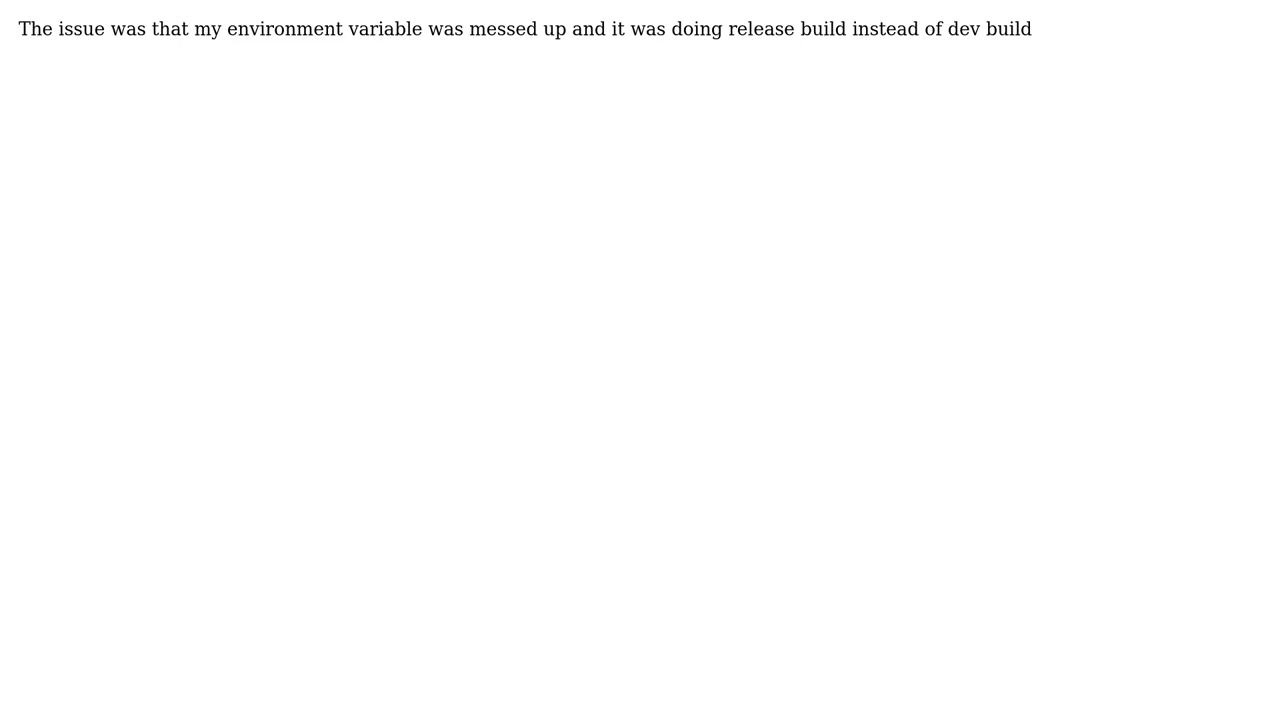 The issue was that my environment variable was messed up and it was doing release build instead of dev build